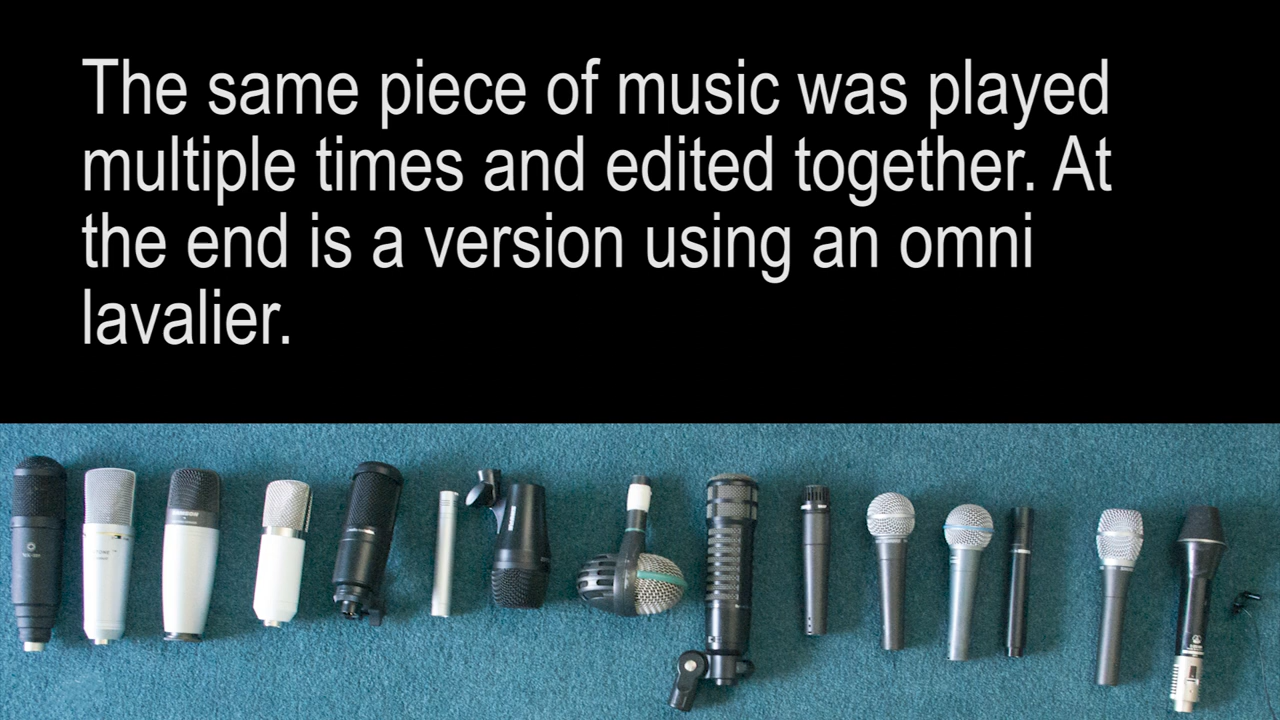 The same piece of music was played
multiple times and edited together. At
the end is a version using an omni
lavalier.